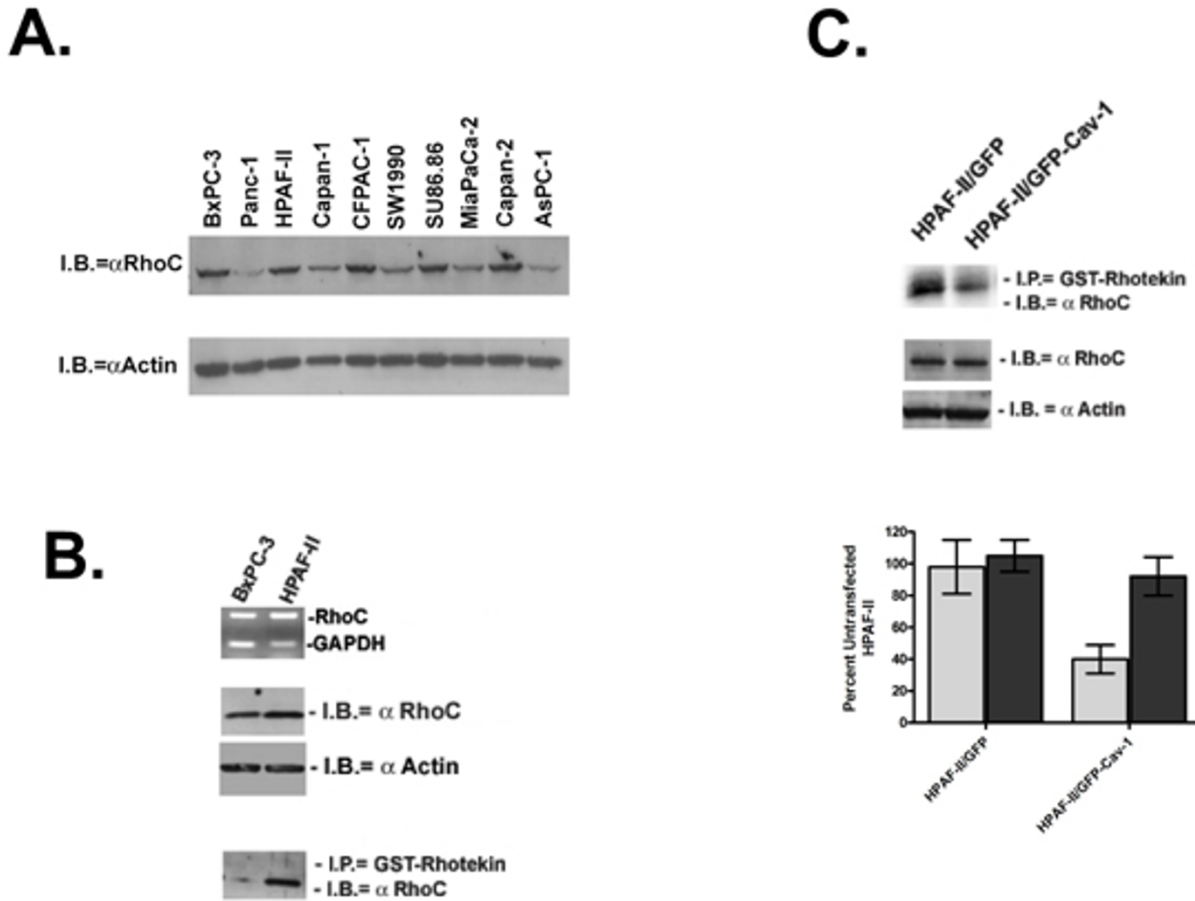 A.
BxPC-3
Panc-1
HPAF-II
Capan-1
CFPAC-1
SW1990
SU86.86
MiaPaCa-2
Capan-2
AsPC-1
I.B.=αRhoC
I.B.=αActin
B.
BxPC-3
HPAF-II
-RhoC
-GAPDH
- I.B.= α RhoC
- I.B.= α Actin
- I.P.= GST-Rhotekin
- I.B.= α RhoC
C.
HPAF-II/GFP
HPAF-II/GFP-Cav-1
- I.P.= GST-Rhotekin
- I.B.= α RhoC
- I.B.= α RhoC
- I.B. = α Actin
Percent Untransfected
HPAF-II
120
100
80
60
40
20
0
HPAF-II/GFP
HPAF-II/GFP-Cav-1